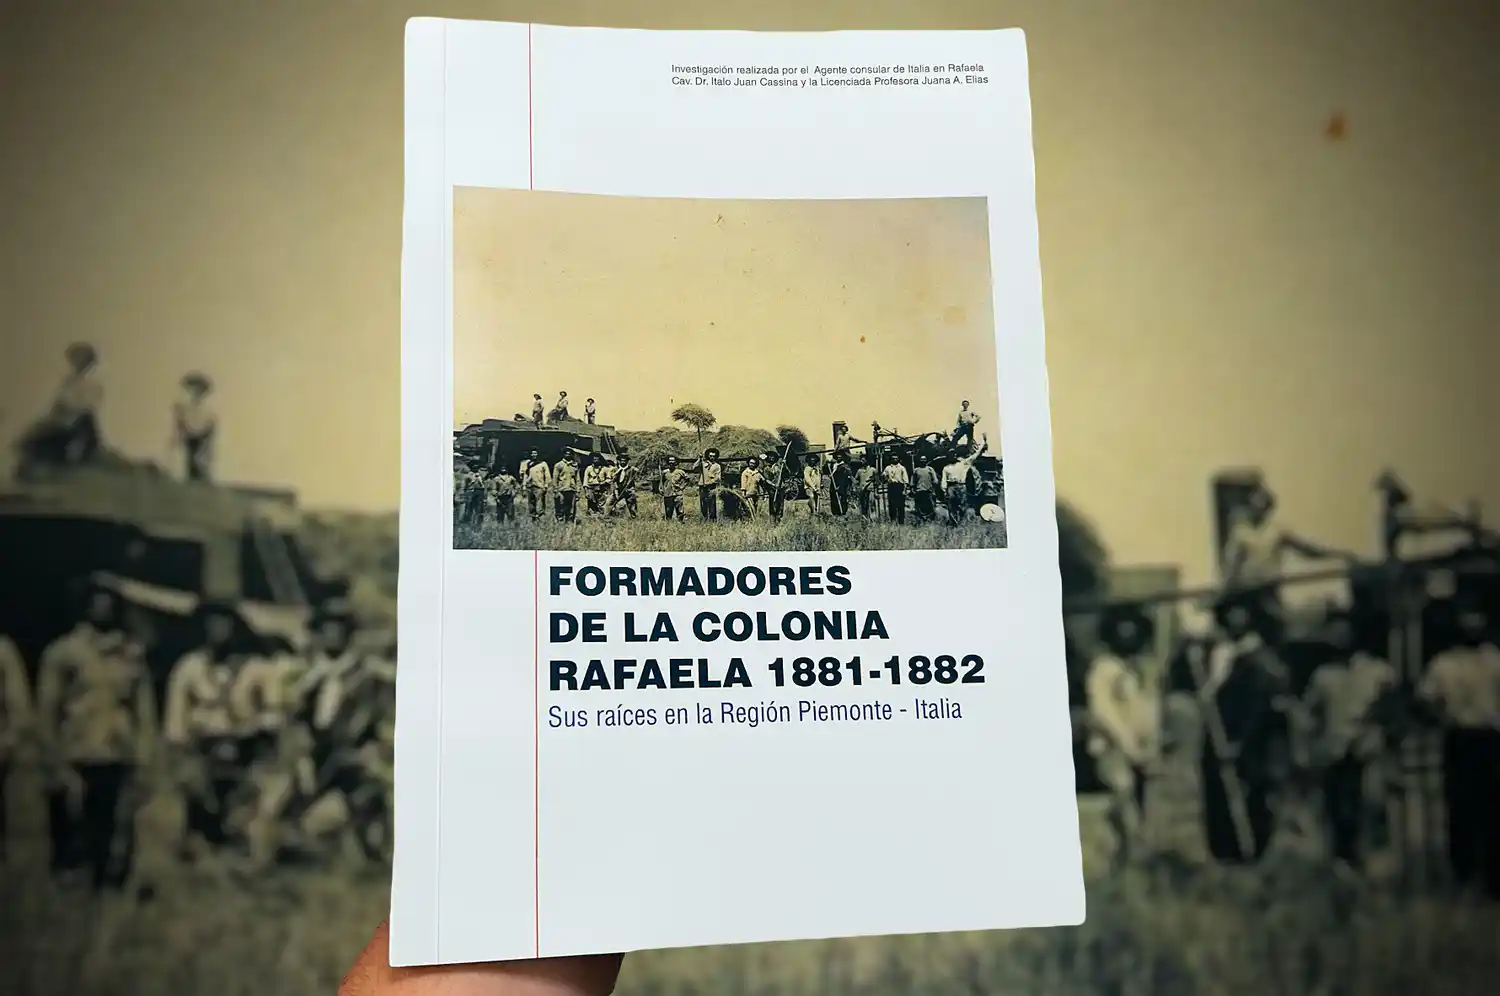 Investigación realizada por el Agente consular de Italia en Rafaela
Cav. Dr. Italo Juan Cassina y la Licenciada Profesora Juana A. Elias
FORMADORES
DE LA COLONIA
RAFAELA 1881-1882
Sus raíces en la Región Piemonte - Italia